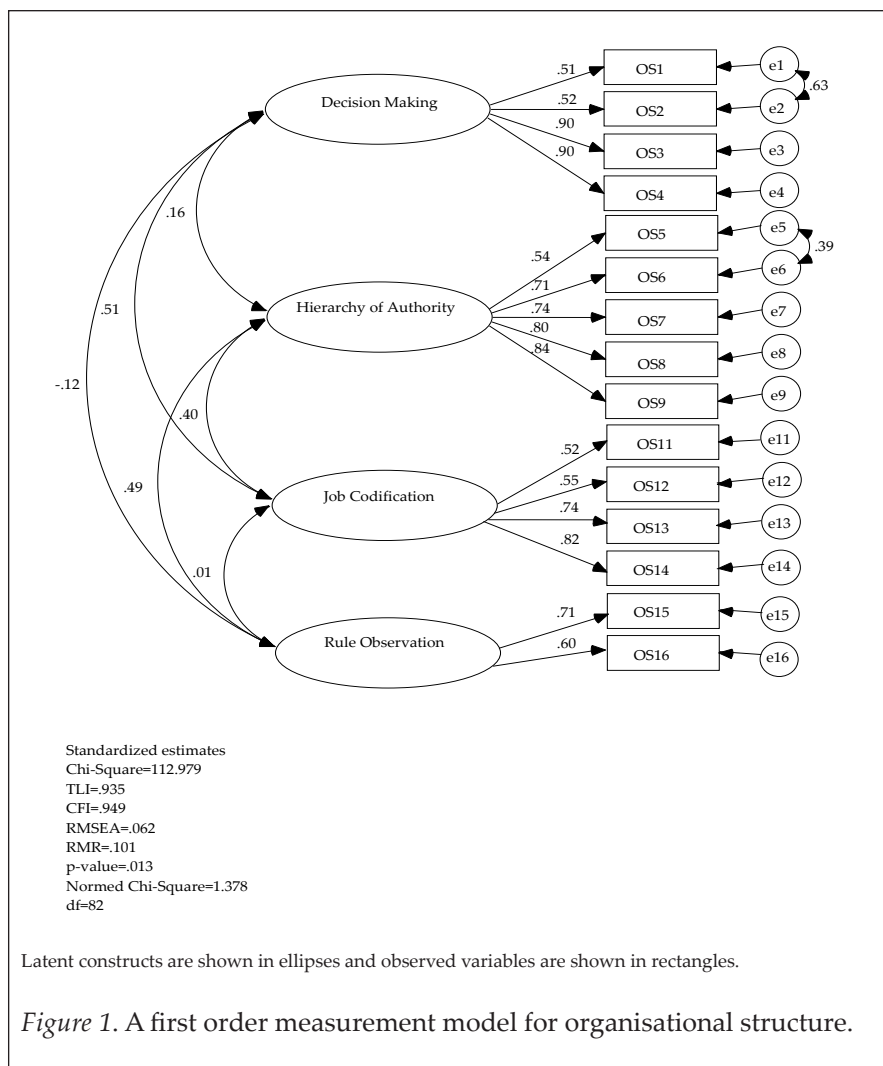 .51
OS1
e1
.63
Decision Making
.52
OS2
e2
.90
OS3
e3
.90
OS4
e4
.16
OS5
e5
.39
.54
OS6
e6
.71
.51
Hierarchy of Authority
.74
OS7
e7
.80
OS8
e8
.84
-.12
OS9
e9
.40
OS11
e11
.52
.49
.55
OS12
e12
Job Codification
.74
OS13
e13
.82
OS14
e14
.01
.71
OS15
e15
Rule Observation
.60
OS16
e16
Standardized estimates
Chi-Square=112.979
TLI=.935
CFI=.949
RMSEA=.062
RMR=.101
p-value=.013
Normed Chi-Square=1.378
df=82
Latent constructs are shown in ellipses and observed variables are shown in rectangles.
Figure 1. A first order measurement model for organisational structure.